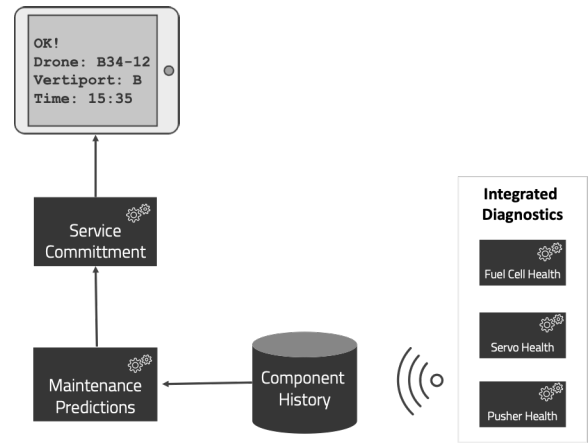 OK!
Drone: B34-12
Vertiport: B
Time: 15:35
Service
Committment
Maintenance
Predictions
Component
History
Integrated
Diagnostics
Fuel Cell Health
Servo Health
Pusher Health